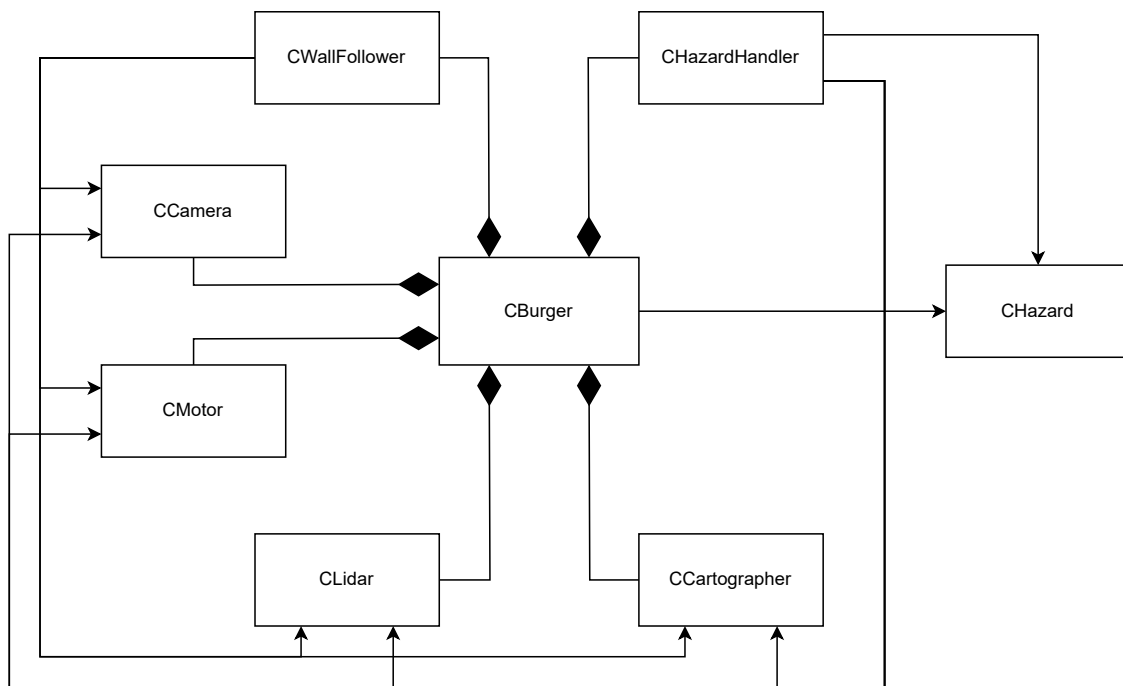 CWallFollower
CHazardHandler
CCamera
CBurger
CHazard
CMotor
CLidar
CCartographer